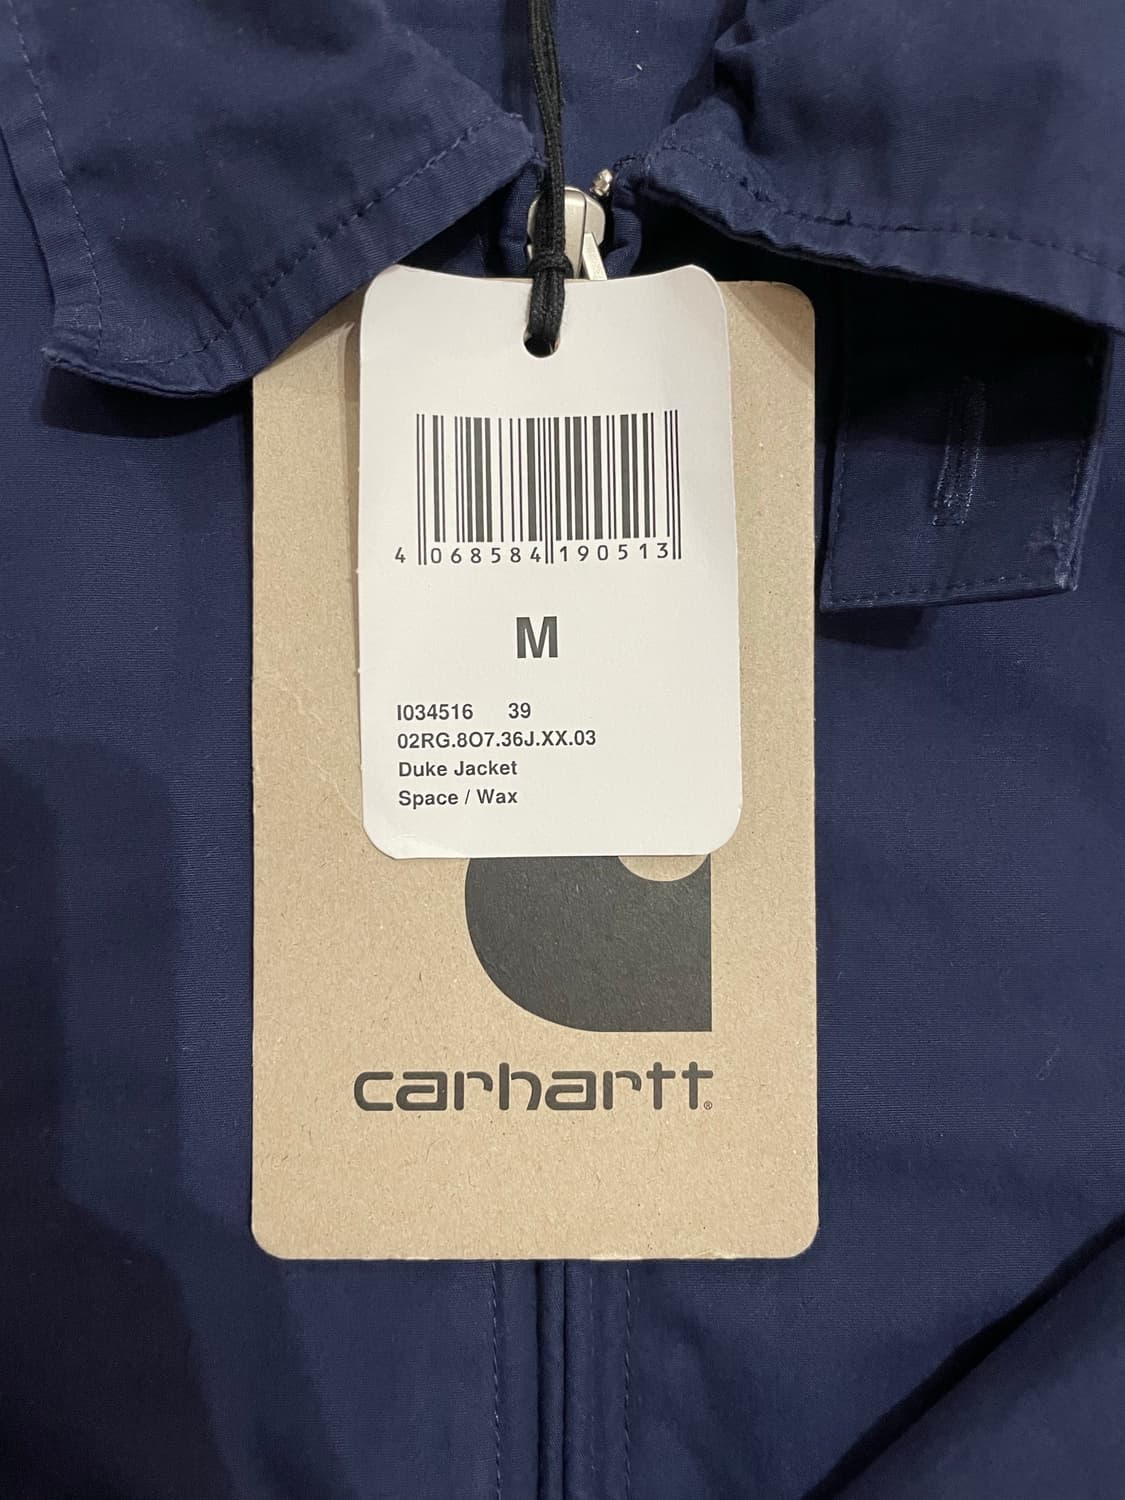 4 068584 190513
M
I034516 39
02RG.8O7.36J.XX.03
Duke Jacket
Space / Wax
carhartt®